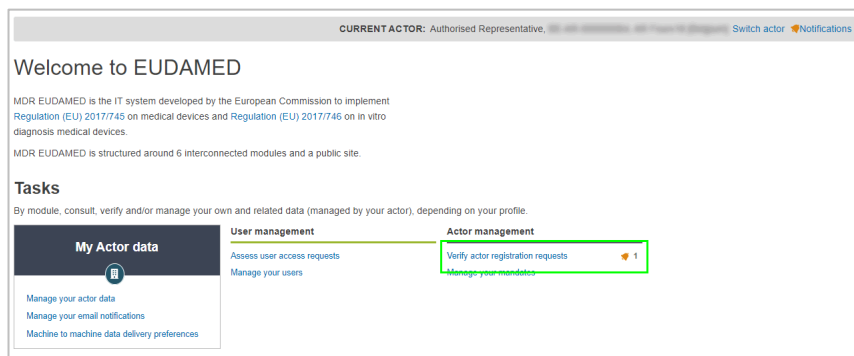 CURRENT ACTOR: Authorised Representative, Switch actor Notifications
Welcome to EUDAMED
MDR EUDAMED is the IT system developed by the European Commission to implement
Regulation (EU) 2017/745 on medical devices and Regulation (EU) 2017/746 on in vitro
diagnosis medical devices.
MDR EUDAMED is structured around 6 interconnected modules and a public site.
Tasks
By module, consult, verify and/or manage your own and related data (managed by your actor), depending on your profile.
My Actor data
Manage your actor data
Manage your email notifications
Machine to machine data delivery preferences
User management
Assess user access requests
Manage your users
Actor management
Verify actor registration requests 1
Manage your mandates